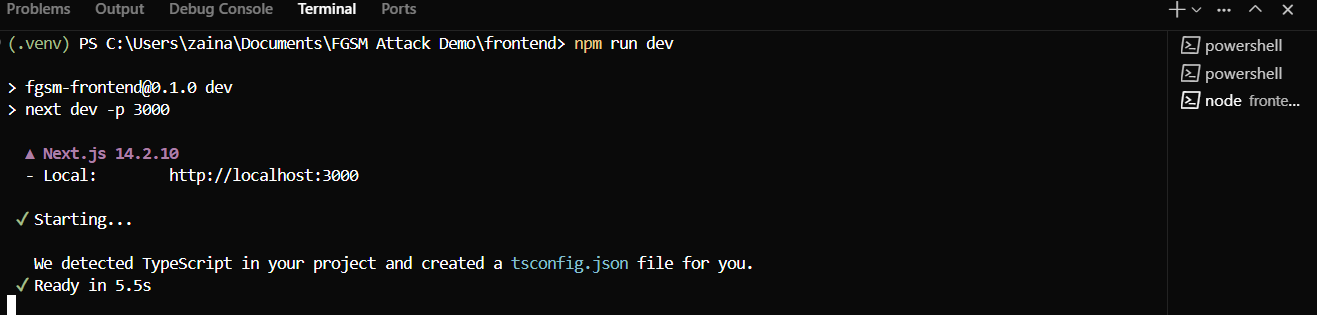 Problems Output Debug Console Terminal Ports
(.venv) PS C:\Users\zaina\Documents\FGSM Attack Demo\frontend> npm run dev
powershell
powershell
node fronte...
> fgsm-frontend@0.1.0 dev
> next dev -p 3000
▲ Next.js 14.2.10
- Local: http://localhost:3000
✓ Starting...
We detected TypeScript in your project and created a tsconfig.json file for you.
✓ Ready in 5.5s